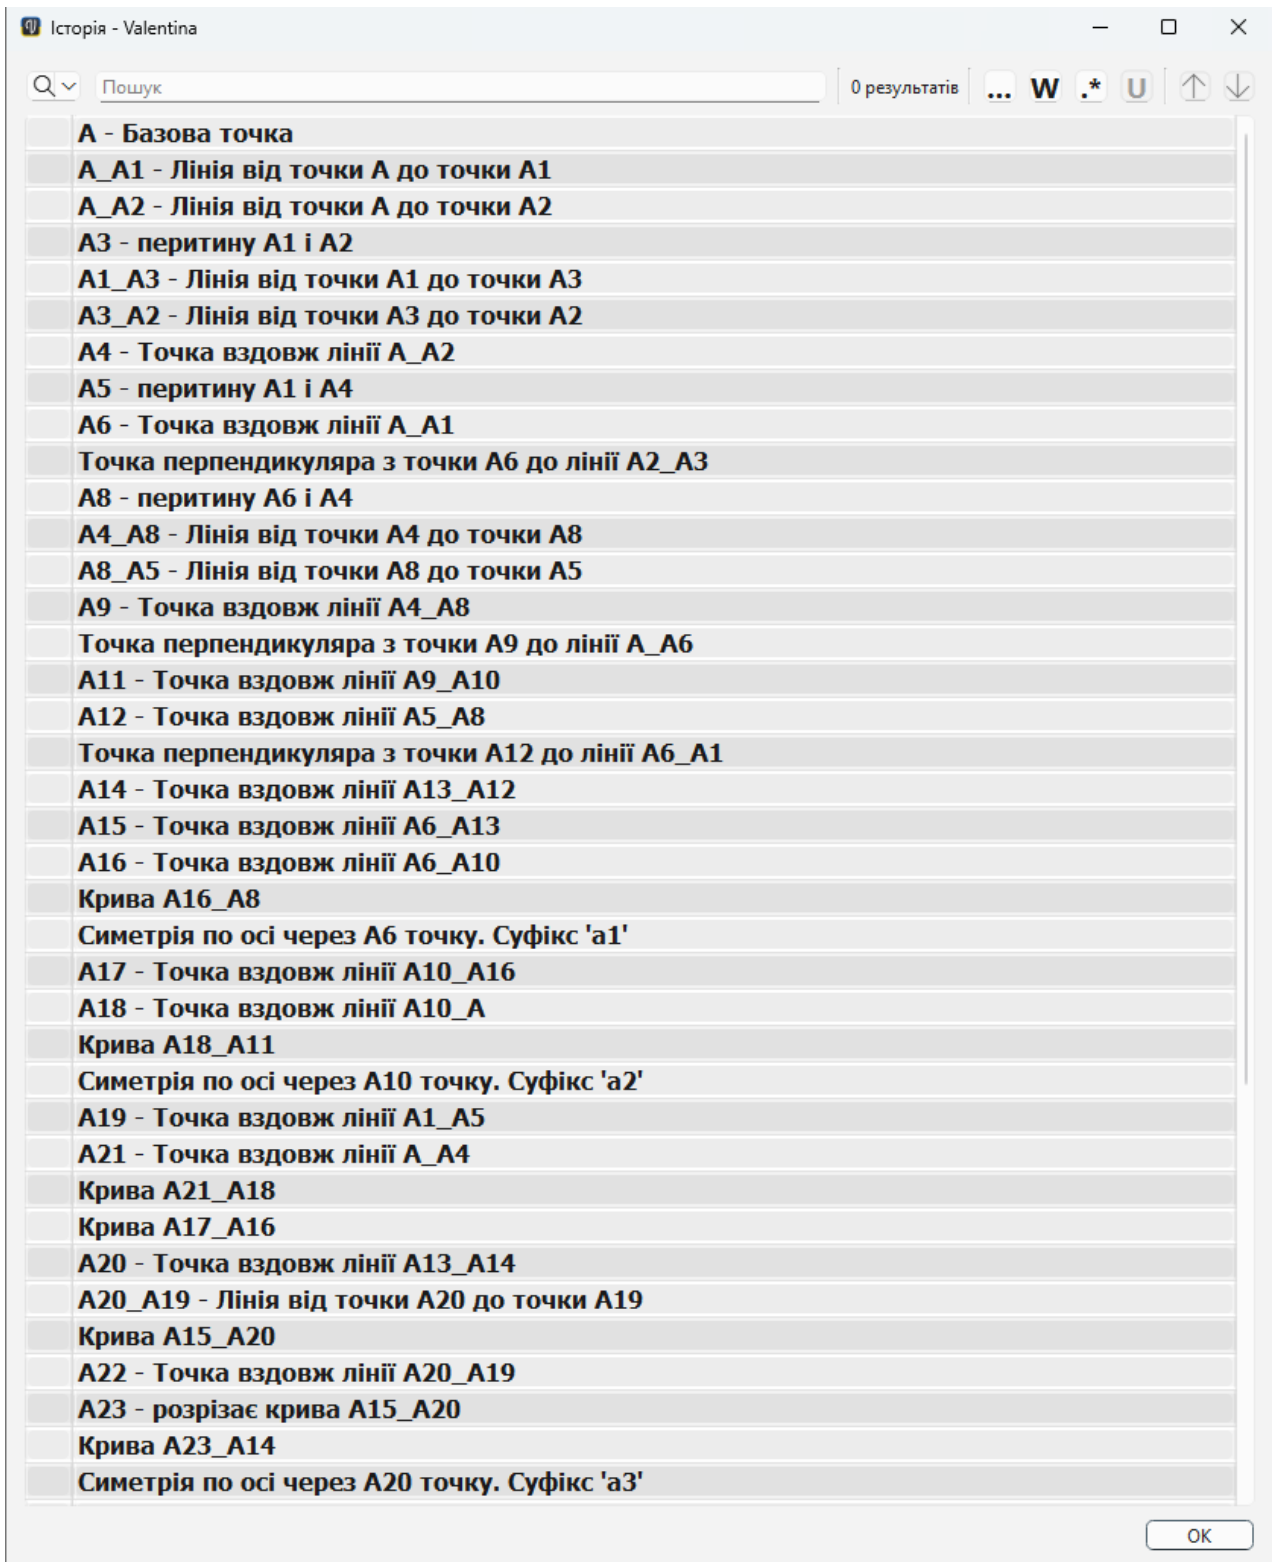 Історія - Valentina
Пошук 0 результатів ... W .* U
A - Базова точка
A_A1 - Лінія від точки A до точки A1
A_A2 - Лінія від точки A до точки A2
A3 - перитину A1 і A2
A1_A3 - Лінія від точки A1 до точки A3
A3_A2 - Лінія від точки A3 до точки A2
A4 - Точка вздовж лінії A_A2
A5 - перитину A1 і A4
A6 - Точка вздовж лінії A_A1
Точка перпендикуляра з точки A6 до лінії A2_A3
A8 - перитину A6 і A4
A4_A8 - Лінія від точки A4 до точки A8
A8_A5 - Лінія від точки A8 до точки A5
A9 - Точка вздовж лінії A4_A8
Точка перпендикуляра з точки A9 до лінії A_A6
A11 - Точка вздовж лінії A9_A10
A12 - Точка вздовж лінії A5_A8
Точка перпендикуляра з точки A12 до лінії A6_A1
A14 - Точка вздовж лінії A13_A12
A15 - Точка вздовж лінії A6_A13
A16 - Точка вздовж лінії A6_A10
Крива A16_A8
Симетрія по осі через A6 точку. Суфікс 'a1'
A17 - Точка вздовж лінії A10_A16
A18 - Точка вздовж лінії A10_A
Крива A18_A11
Симетрія по осі через A10 точку. Суфікс 'a2'
A19 - Точка вздовж лінії A1_A5
A21 - Точка вздовж лінії A_A4
Крива A21_A18
Крива A17_A16
A20 - Точка вздовж лінії A13_A14
A20_A19 - Лінія від точки A20 до точки A19
Крива A15_A20
A22 - Точка вздовж лінії A20_A19
A23 - розрізає крива A15_A20
Крива A23_A14
Симетрія по осі через A20 точку. Суфікс 'a3'
OK